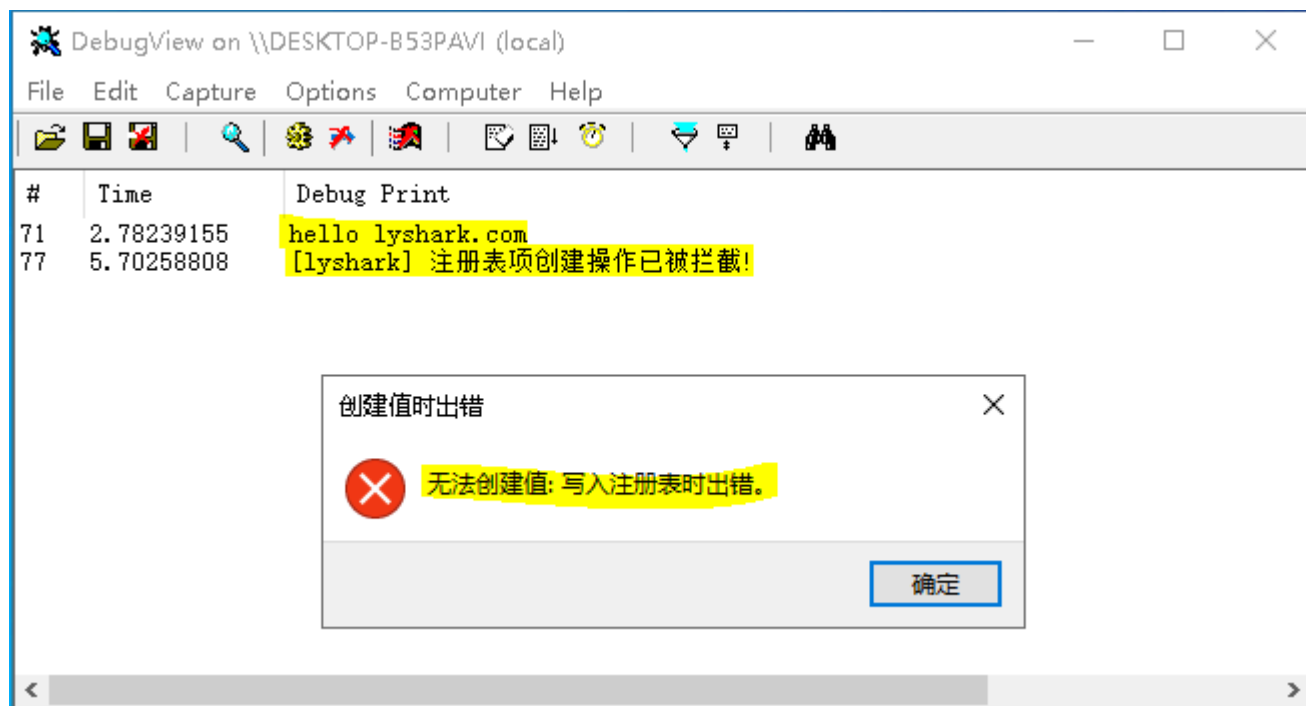 DebugView on \\DESKTOP-B53PAVI (local)
File Edit Capture Options Computer Help
# Time Debug Print
71 2.78239155 hello lyshark.com
77 5.70258808 [lyshark] 注册表项创建操作已被拦截!
创建值时出错
无法创建值: 写入注册表时出错。
确定